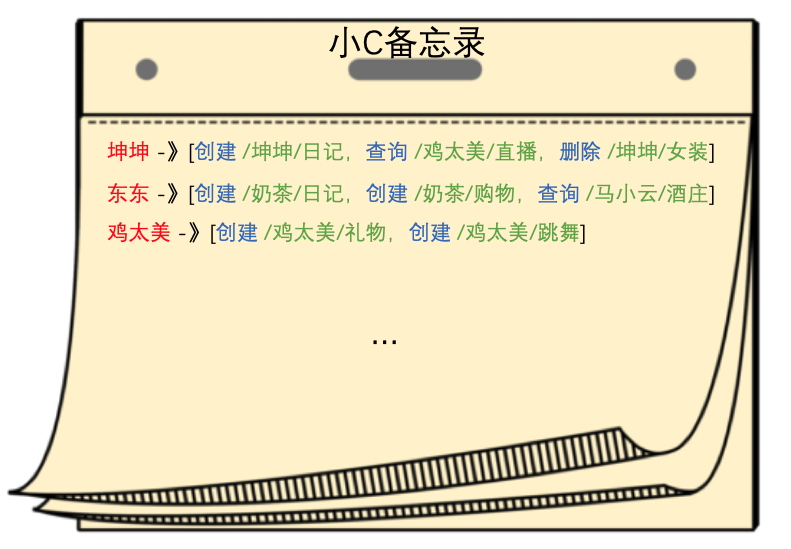 小C备忘录
坤坤 -》[创建 /坤坤/日记，查询 /鸡太美/直播，删除 /坤坤/女装]
东东 -》[创建 /奶茶/日记，创建 /奶茶/购物，查询 /马小云/酒庄]
鸡太美 -》[创建 /鸡太美/礼物，创建 /鸡太美/跳舞]
...